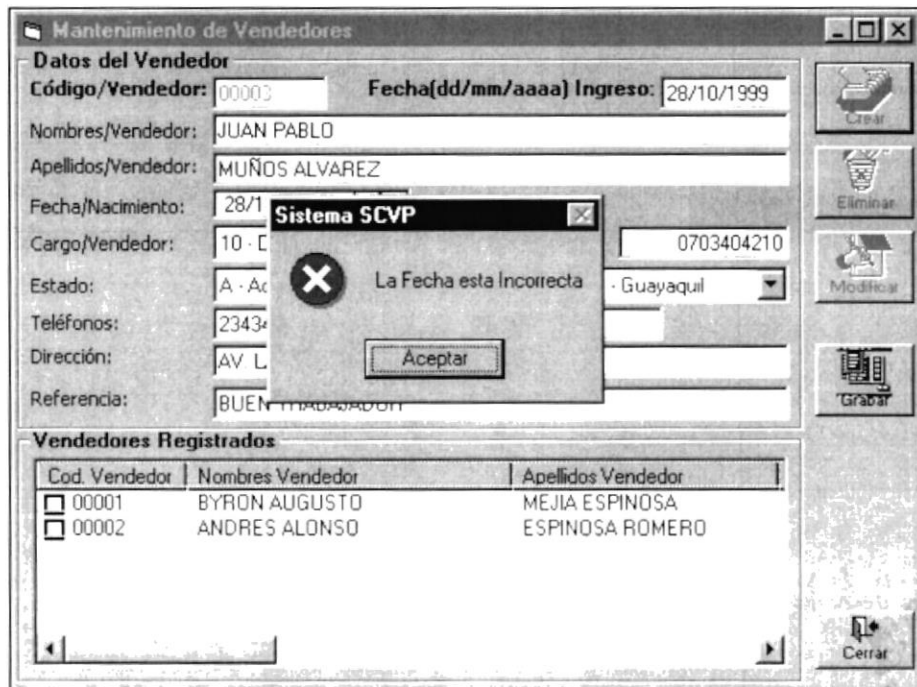 Mantenimiento de Vendedores
Datos del Vendedor
Código/Vendedor: 00003 Fecha(dd/mm/aaaa) Ingreso: 28/10/1999
Crear
Nombres/Vendedor: JUAN PABLO
Apellidos/Vendedor: MUÑOS ALVAREZ
Fecha/Nacimiento: 28/1
Eliminar
Sistema SCVP
Cargo/Vendedor: 10 - 0703404210
La Fecha esta Incorrecta
Estado: A - Ac - Guayaquil
Modificar
Teléfonos: 2343
Aceptar
Dirección: AV. L
Referencia: BUEN TRABAJADOR
Grabar
Vendedores Registrados
Cod. Vendedor Nombres Vendedor Apellidos Vendedor
00001 BYRON AUGUSTO MEJIA ESPINOSA
00002 ANDRES ALONSO ESPINOSA ROMERO
Cerrar